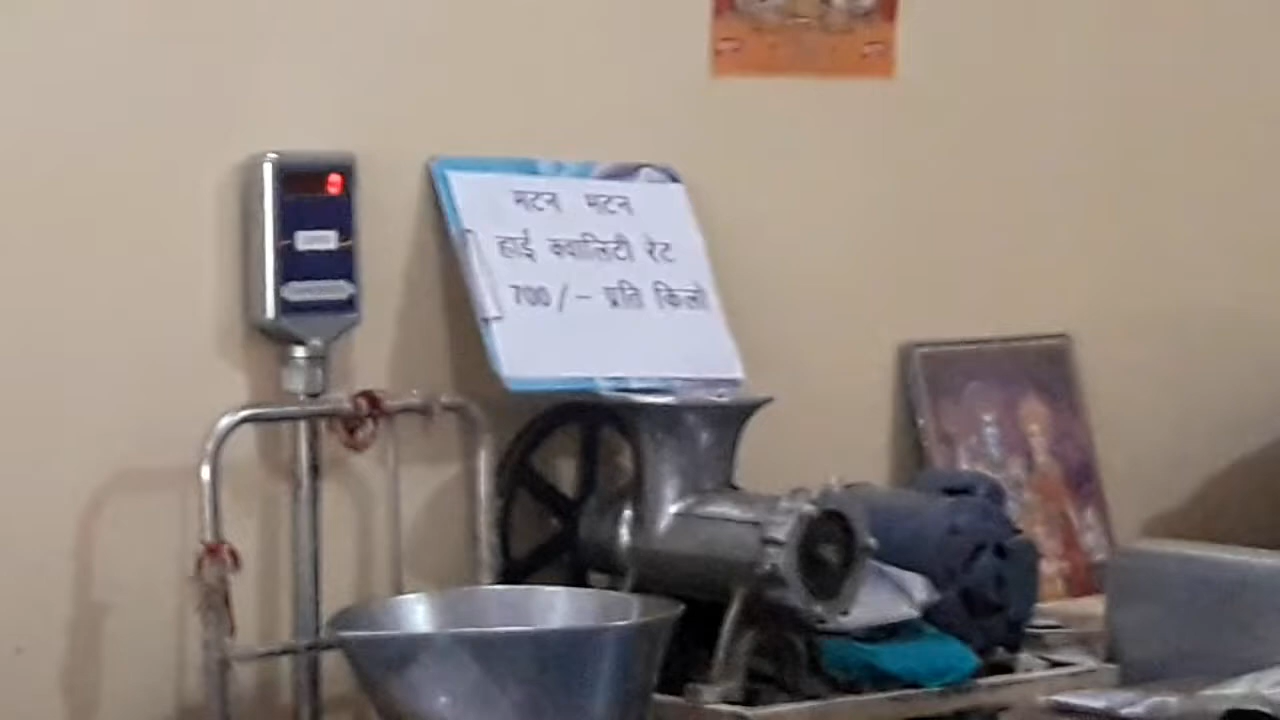 मटन मटन
हाई क्वालिटी रेट
700/- प्रति किलो